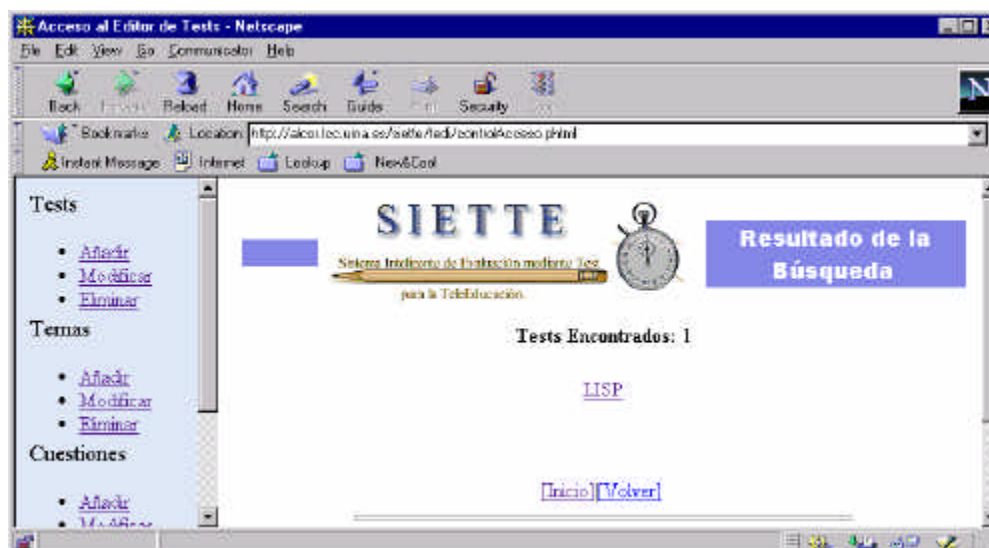 Acceso al Editor de Tests - Netscape
File Edit View Go Communicator Help
Back Reload Home Search Guide Print Security
Bookmarks Location: http://alcor.lcc.uma.es/siette/tedi/controlAcceso.phtml
Instant Message Internet Lookup New&Cool
Tests
Añadir
Modificar
Eliminar
Temas
Añadir
Modificar
Eliminar
Cuestiones
Añadir
Modificar
SIETTE
Sistema Inteligente de Evaluación mediante Test
para la TeleEducación.
Resultado de la
Búsqueda
Tests Encontrados: 1
LISP
[Inicio][Volver]